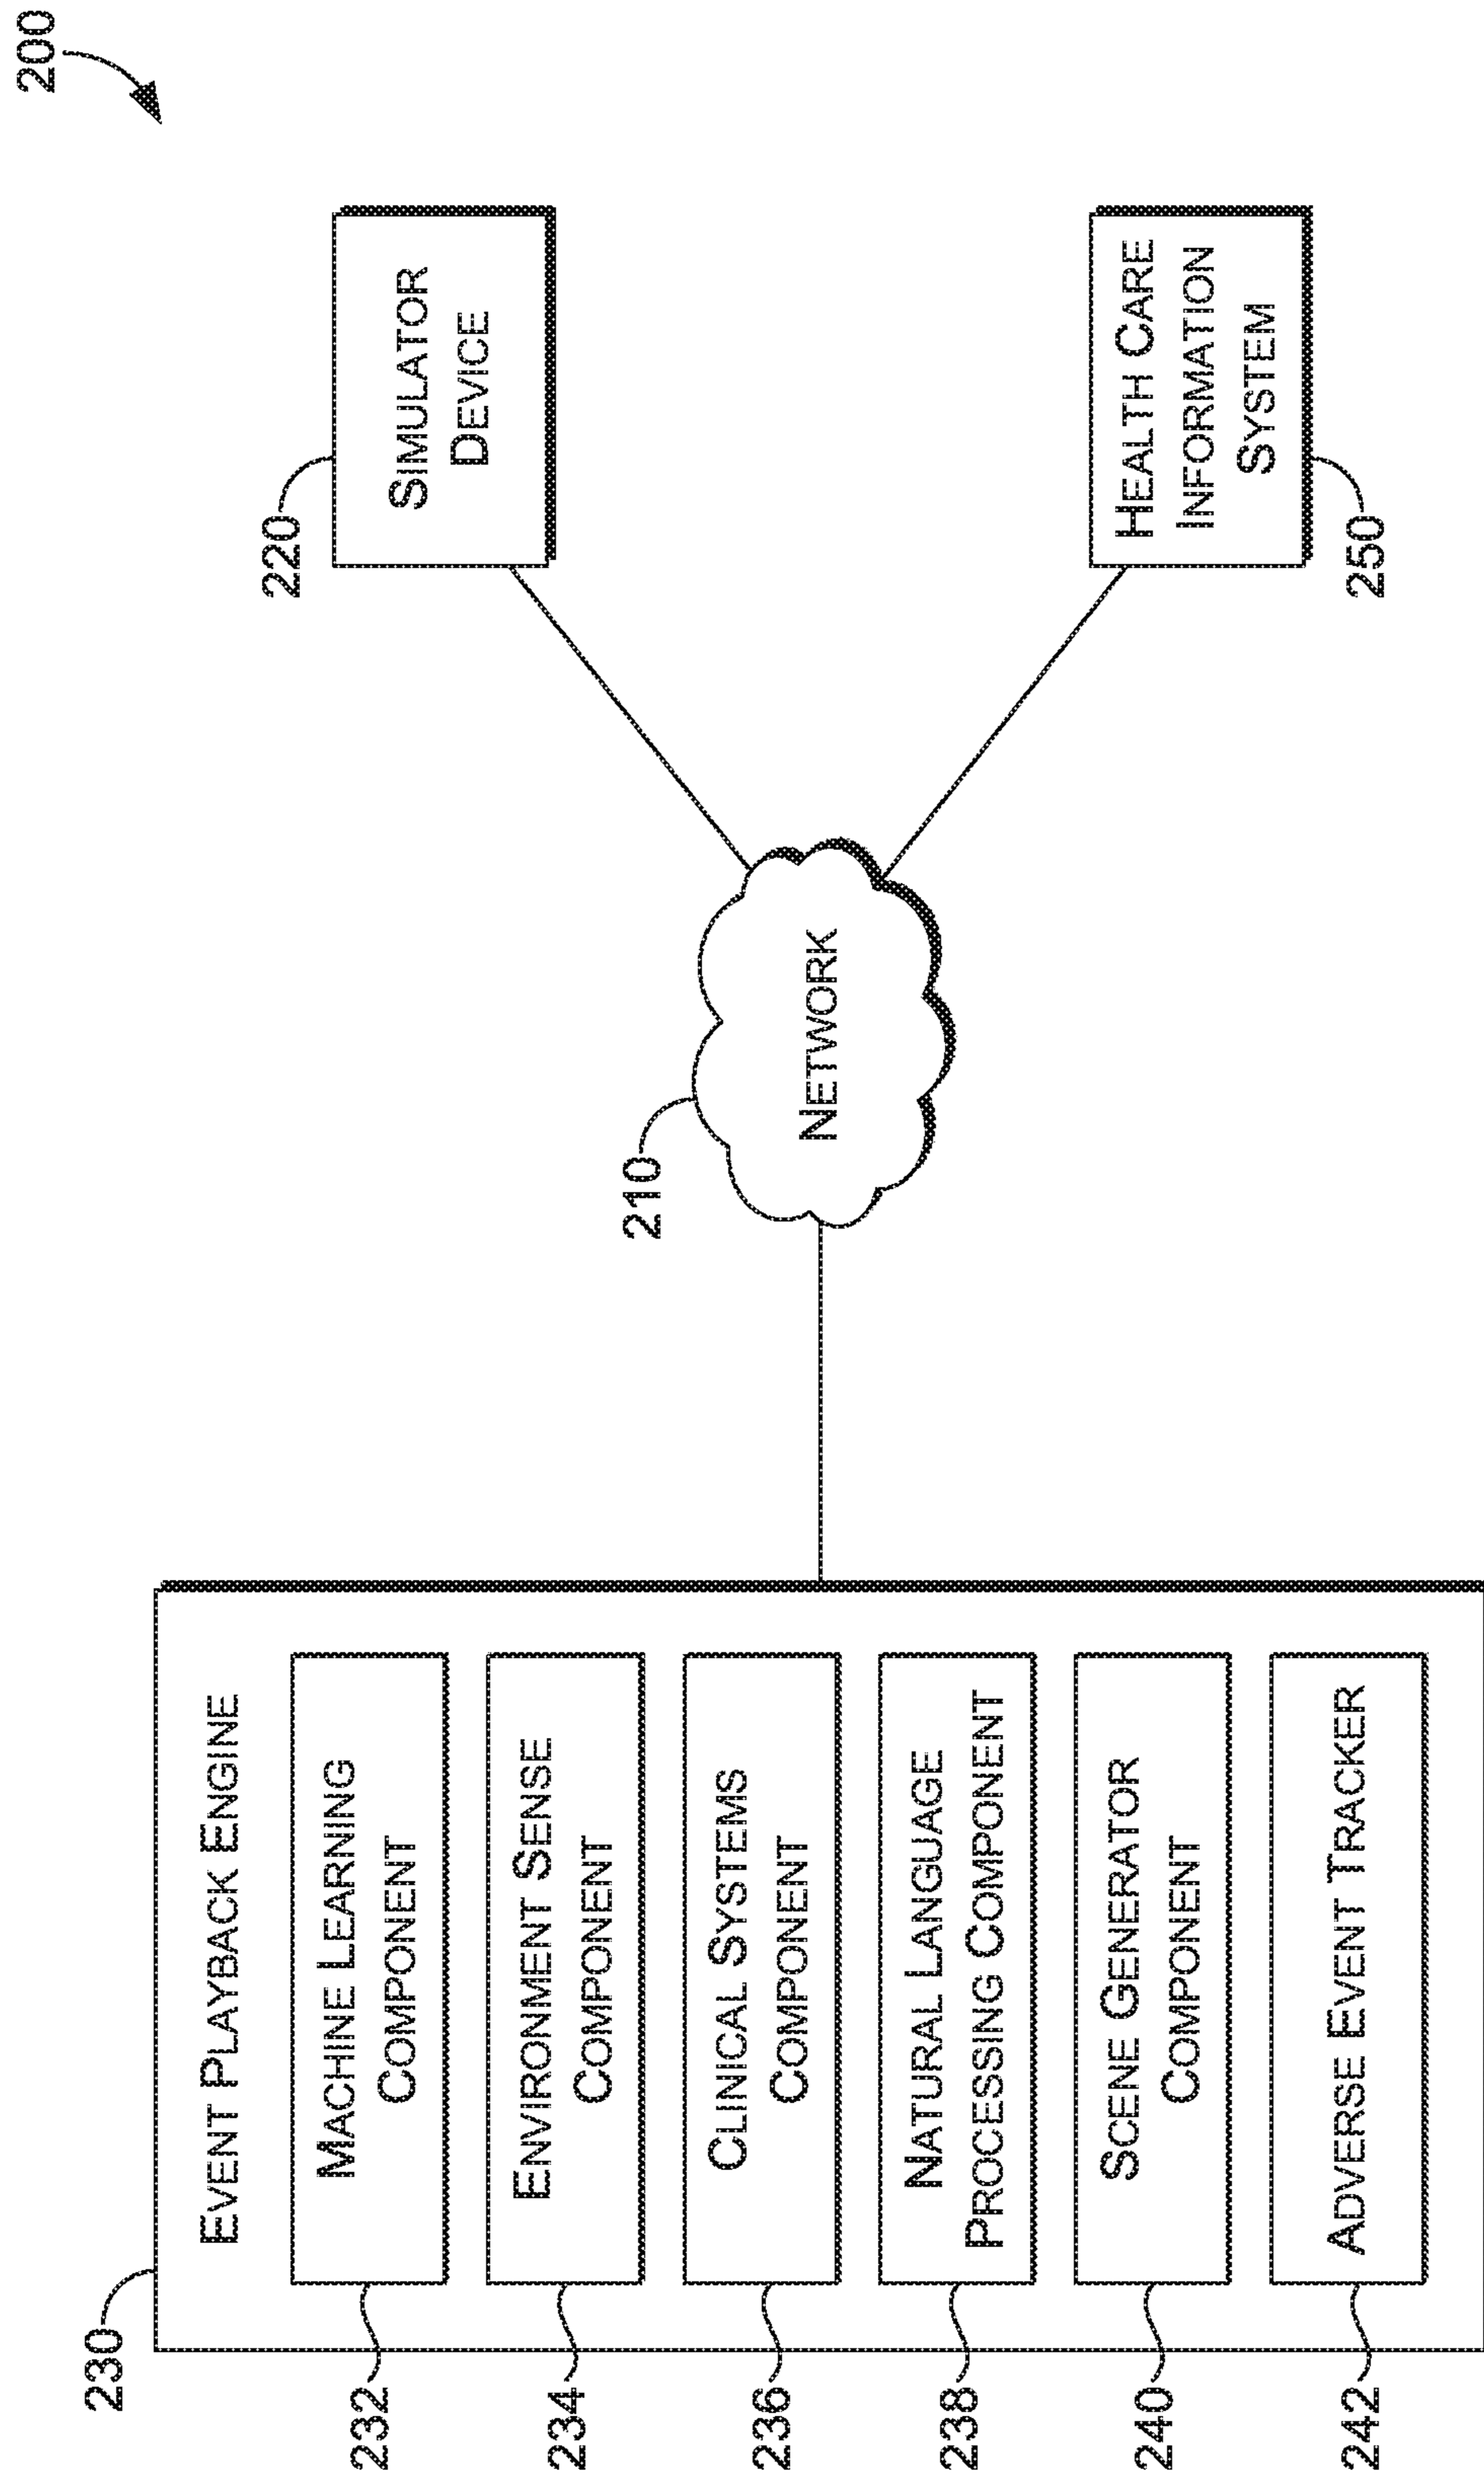 200
230
EVENT PLAYBACK ENGINE
232
MACHINE LEARNING
COMPONENT
234
ENVIRONMENT SENSE
COMPONENT
236
CLINICAL SYSTEMS
COMPONENT
238
NATURAL LANGUAGE
PROCESSING COMPONENT
240
SCENE GENERATOR
COMPONENT
242
ADVERSE EVENT TRACKER
210
NETWORK
220
SIMULATOR
DEVICE
HEALTH CARE
INFORMATION
SYSTEM
250